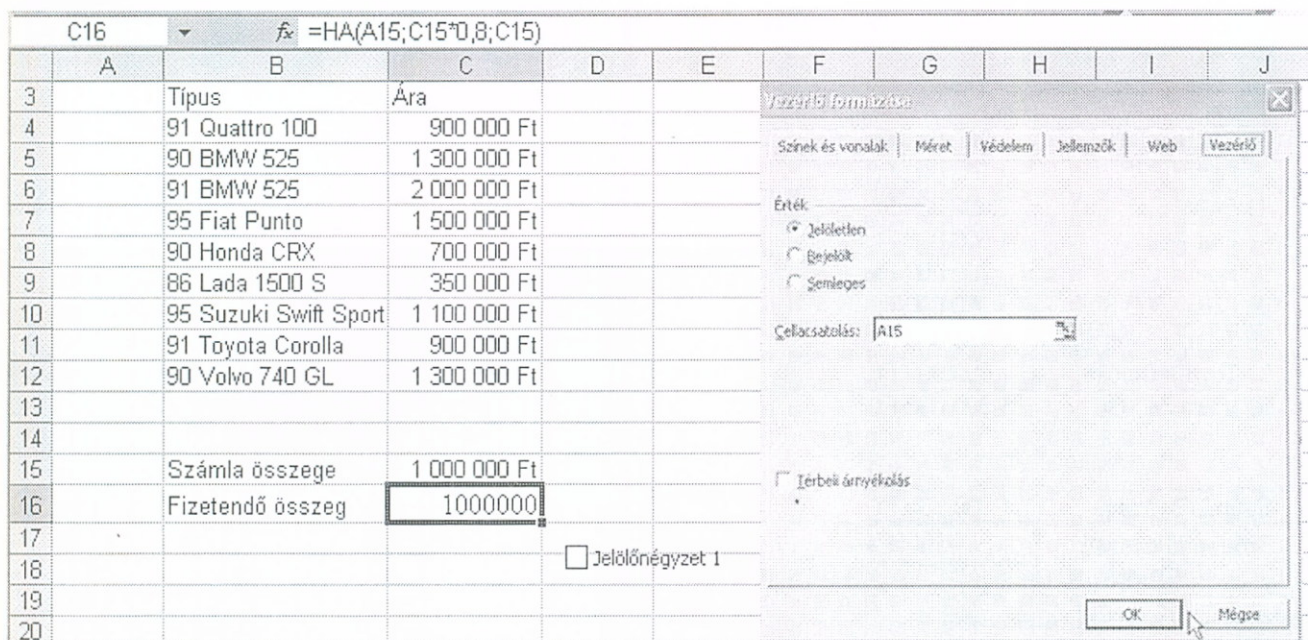 C16 fx =HA(A15;C15*0,8;C15)
A B C D E F G H I J
3 Típus Ára
4 91 Quattro 100 900 000 Ft
5 90 BMW 525 1 300 000 Ft
6 91 BMW 525 2 000 000 Ft
7 95 Fiat Punto 1 500 000 Ft
8 90 Honda CRX 700 000 Ft
9 86 Lada 1500 S 350 000 Ft
10 95 Suzuki Swift Sport 1 100 000 Ft
11 91 Toyota Corolla 900 000 Ft
12 90 Volvo 740 GL 1 300 000 Ft
13
14
15 Számla összege 1 000 000 Ft
16 Fizetendő összeg 1000000
17
18
19
20
Jelölőnégyzet 1
Vezérlő formázása
Színek és vonalak Méret Védelem Jellemzők Web Vezérlő
Érték
Jelöletlen
Bejelölt
Semleges
Cellacsatolás: A15
Térbeli árnyékolás
OK Mégse